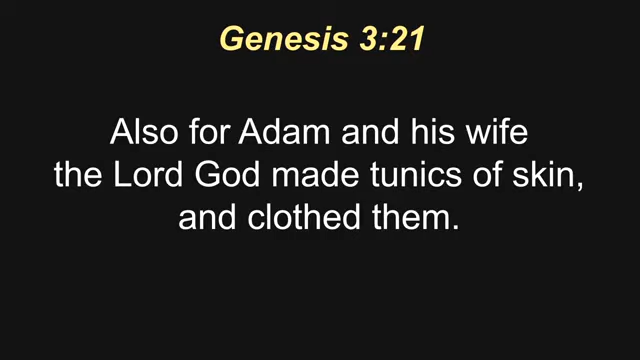 Genesis 3:21
Also for Adam and his wife
the Lord God made tunics of skin,
and clothed them.